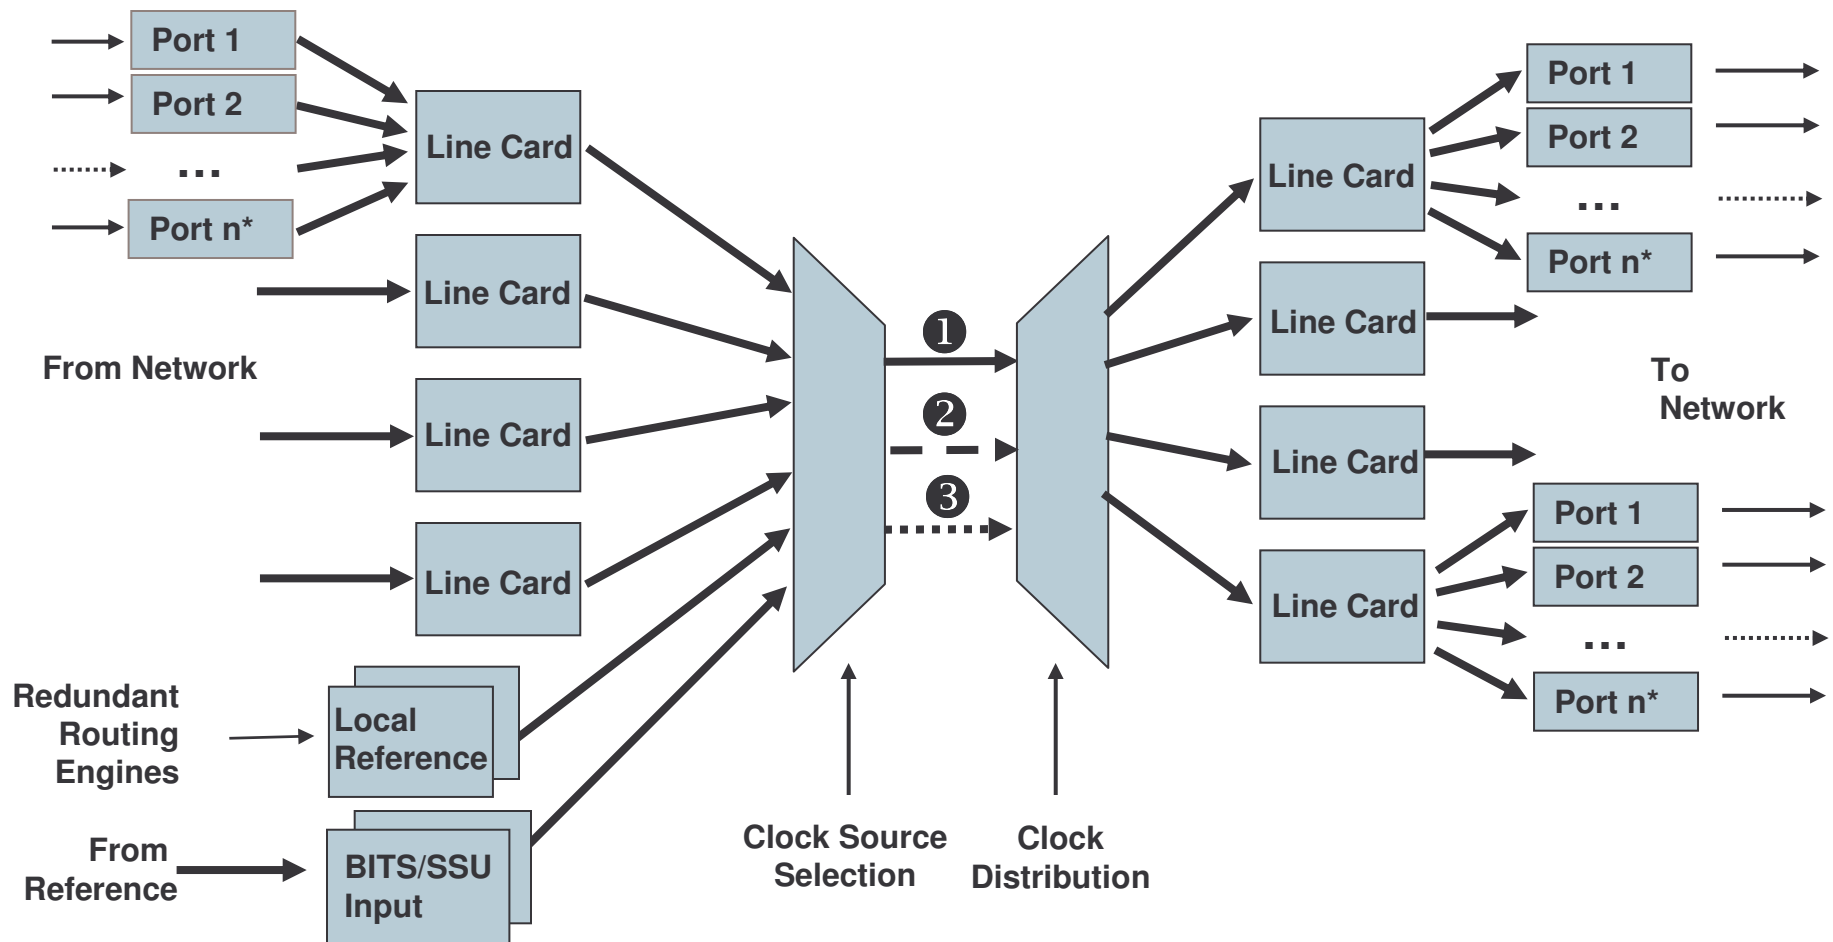 Port 1
Port 2
...
Port n*
Line Card
Line Card
Line Card
Line Card
From Network
Redundant
Routing
Engines
Local
Reference
From
Reference
BITS/SSU
Input
❶
❷
❸
Clock Source
Selection
Clock
Distribution
Line Card
Line Card
Line Card
Line Card
Port 1
Port 2
...
Port n*
To
Network
Port 1
Port 2
...
Port n*